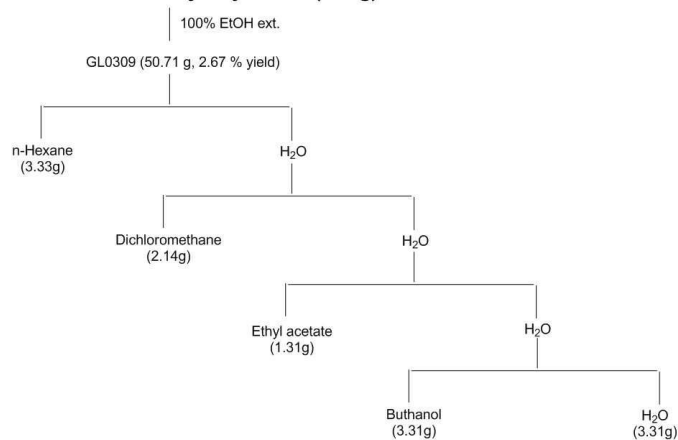 100% EtOH ext.
GL0309 (50.71 g, 2.67 % yield)
n-Hexane
(3.33g)
H₂O
Dichloromethane
(2.14g)
H₂O
Ethyl acetate
(1.31g)
H₂O
Buthanol
(3.31g)
H₂O
(3.31g)